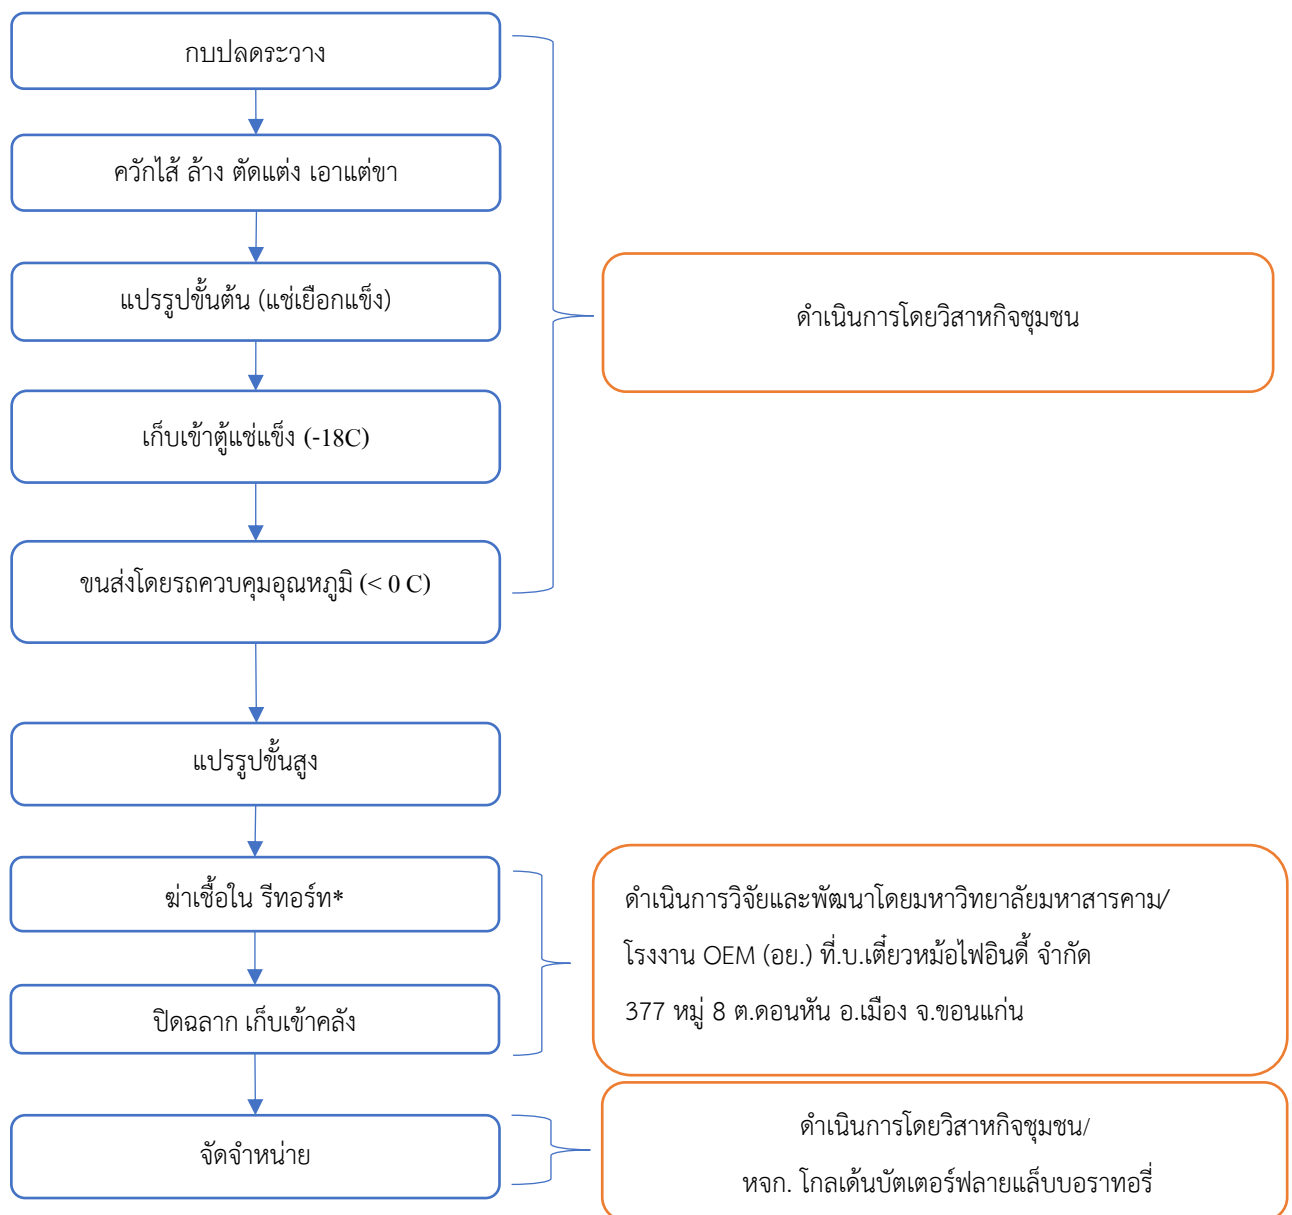 กบปลดระวาง
ควักไส้ ล้าง ตัดแต่ง เอาแต่ขา
แปรรูปขั้นต้น (แช่เยือกแข็ง)
ดำเนินการโดยวิสาหกิจชุมชน
เก็บเข้าตู้แช่แข็ง (-18C)
ขนส่งโดยรถควบคุมอุณหภูมิ (< 0 C)
แปรรูปขั้นสูง
ฆ่าเชื้อใน รีทอร์ท*
ปิดฉลาก เก็บเข้าคลัง
ดำเนินการวิจัยและพัฒนาโดยมหาวิทยาลัยมหาสารคาม/
โรงงาน OEM (อย.) ที่.บ.เตี๋ยวหม้อไฟอินดี้ จำกัด
377 หมู่ 8 ต.ดอนหัน อ.เมือง จ.ขอนแก่น
จัดจำหน่าย
ดำเนินการโดยวิสาหกิจชุมชน/
หจก. โกลเด้นบัตเตอร์ฟลายแล็บบอราทอรี่